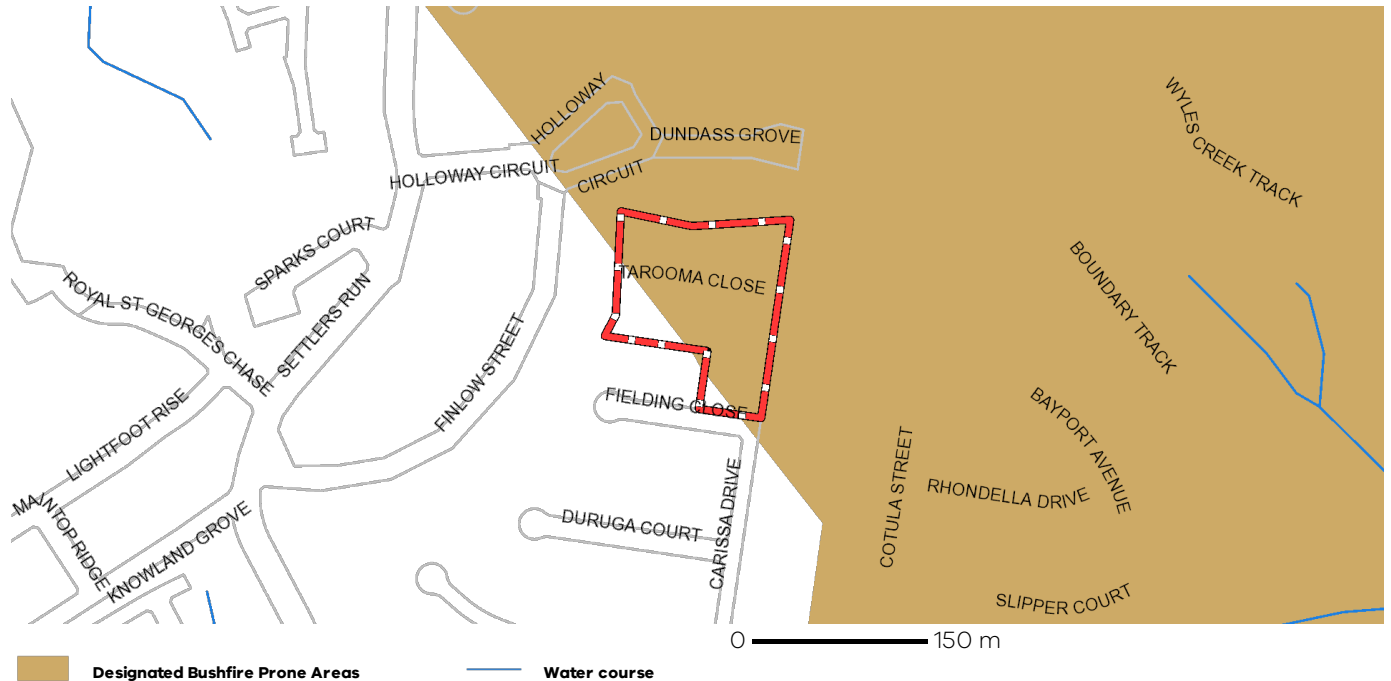 WYLES CREEK TRACK
HOLLOWAY
DUNDASS GROVE
HOLLOWAY CIRCUIT
CIRCUIT
SPARKS COURT
TAROOMA CLOSE
BOUNDARY TRACK
ROYAL ST GEORGES CHASE
SETTLERS RUN
FINLOW STREET
FIELDING CLOSE
BAYPORT AVENUE
LIGHTFOOT RISE
COTULA STREET
RHONDELLA DRIVE
MAINTOP RIDGE
KNOWLAND GROVE
DURUGA COURT
CARISSA DRIVE
SLIPPER COURT
0 150 m
Designated Bushfire Prone Areas
Water course